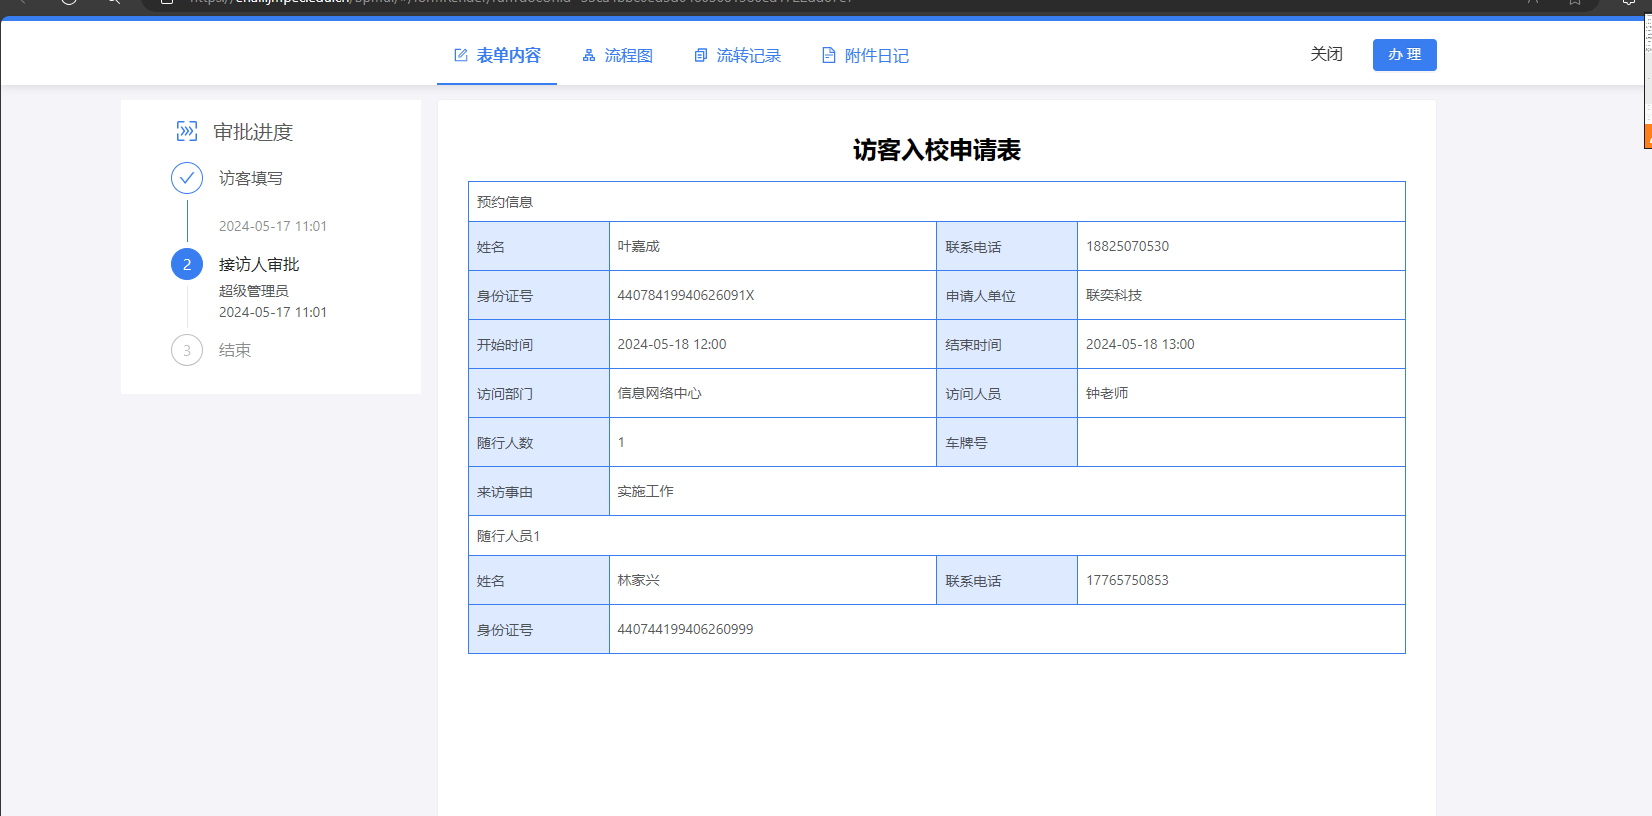 表单内容 流程图 流转记录 附件日记 关闭 办 理
审批进度
访客填写
2024-05-17 11:01
2 接访人审批
超级管理员
2024-05-17 11:01
3 结束
访客入校申请表
预约信息
姓名 叶嘉成 联系电话 18825070530
身份证号 44078419940626091X 申请人单位 联奕科技
开始时间 2024-05-18 12:00 结束时间 2024-05-18 13:00
访问部门 信息网络中心 访问人员 钟老师
随行人数 1 车牌号
来访事由 实施工作
随行人员1
姓名 林家兴 联系电话 17765750853
身份证号 440744199406260999